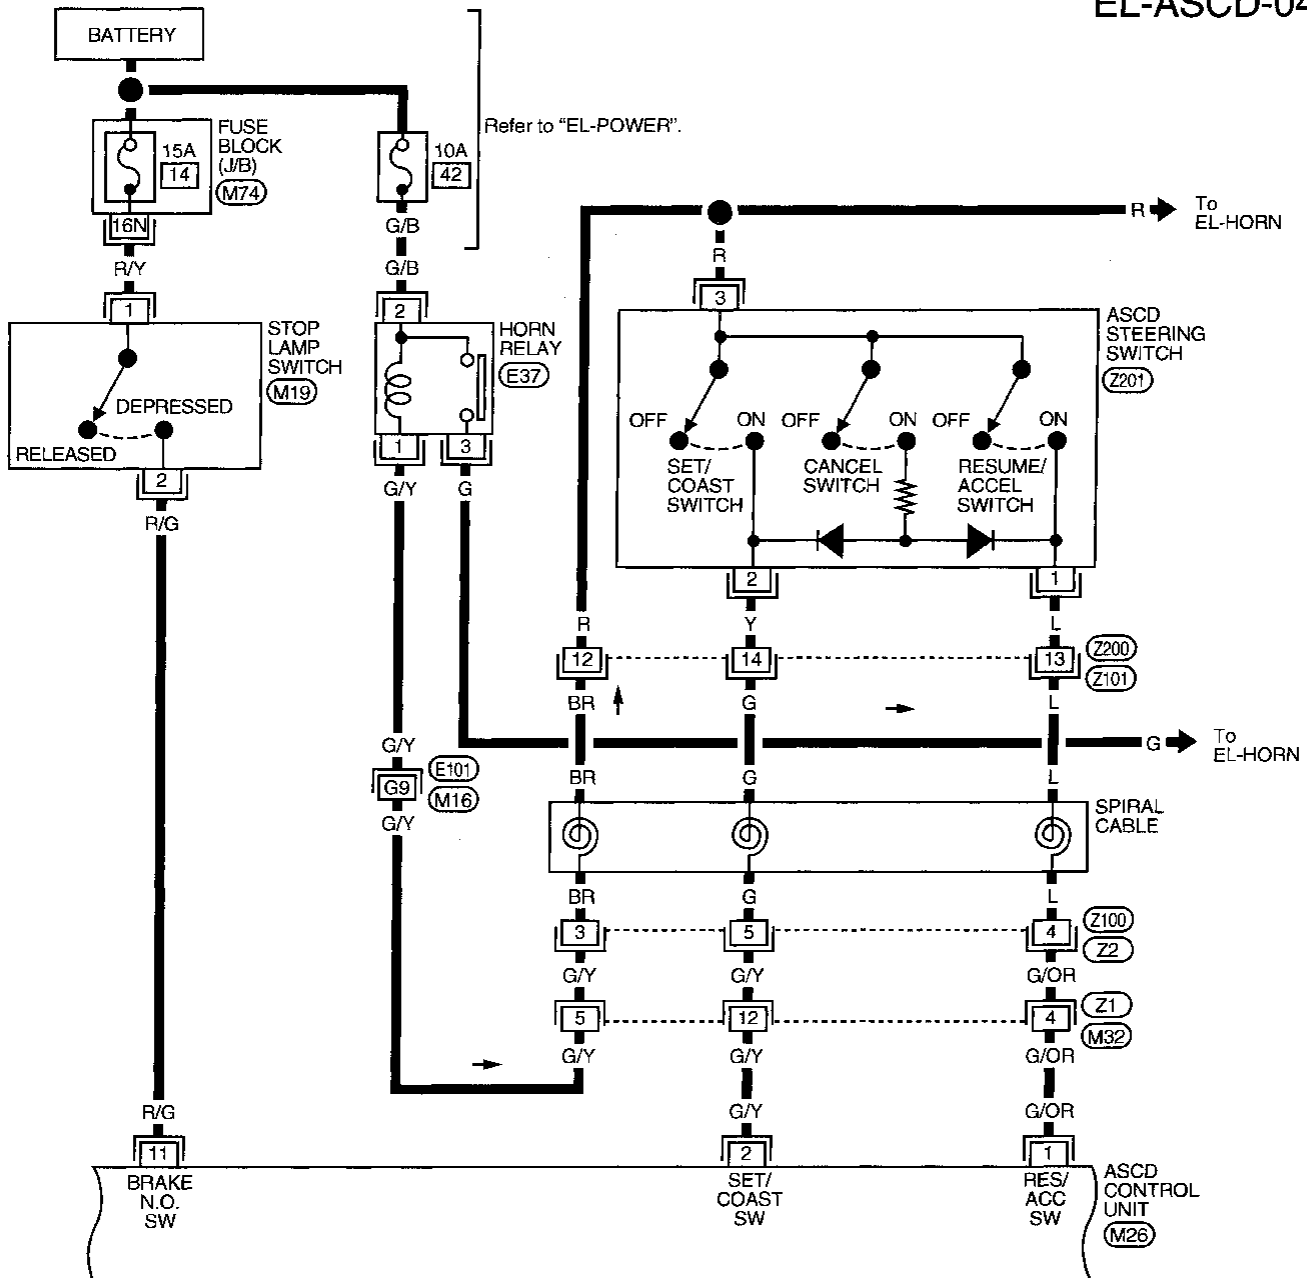 EL-ASCD-04
BATTERY
FUSE
BLOCK
(J/B)
M74
15A
14
10A
42
Refer to “EL-POWER”.
16N
G/B
R/Y
G/B
R
To
EL-HORN
R
3
1
2
STOP
LAMP
SWITCH
M19
HORN
RELAY
E37
ASCD
STEERING
SWITCH
Z201
DEPRESSED
RELEASED
OFF
ON
OFF
ON
OFF
ON
SET/
COAST
SWITCH
CANCEL
SWITCH
RESUME/
ACCEL
SWITCH
2
1
3
R/G
G/Y
G
2
1
R
Y
L
12
14
13
Z200
Z101
BR
G
L
G/Y
G
To
EL-HORN
G9
E101
M16
G/Y
BR
G
L
SPIRAL
CABLE
BR
G
L
3
5
4
Z100
Z2
G/Y
G/Y
G/OR
5
12
4
Z1
M32
G/Y
G/Y
G/OR
R/G
G/Y
G/OR
11
2
1
BRAKE
N.O.
SW
SET/
COAST
SW
RES/
ACC
SW
ASCD
CONTROL
UNIT
M26